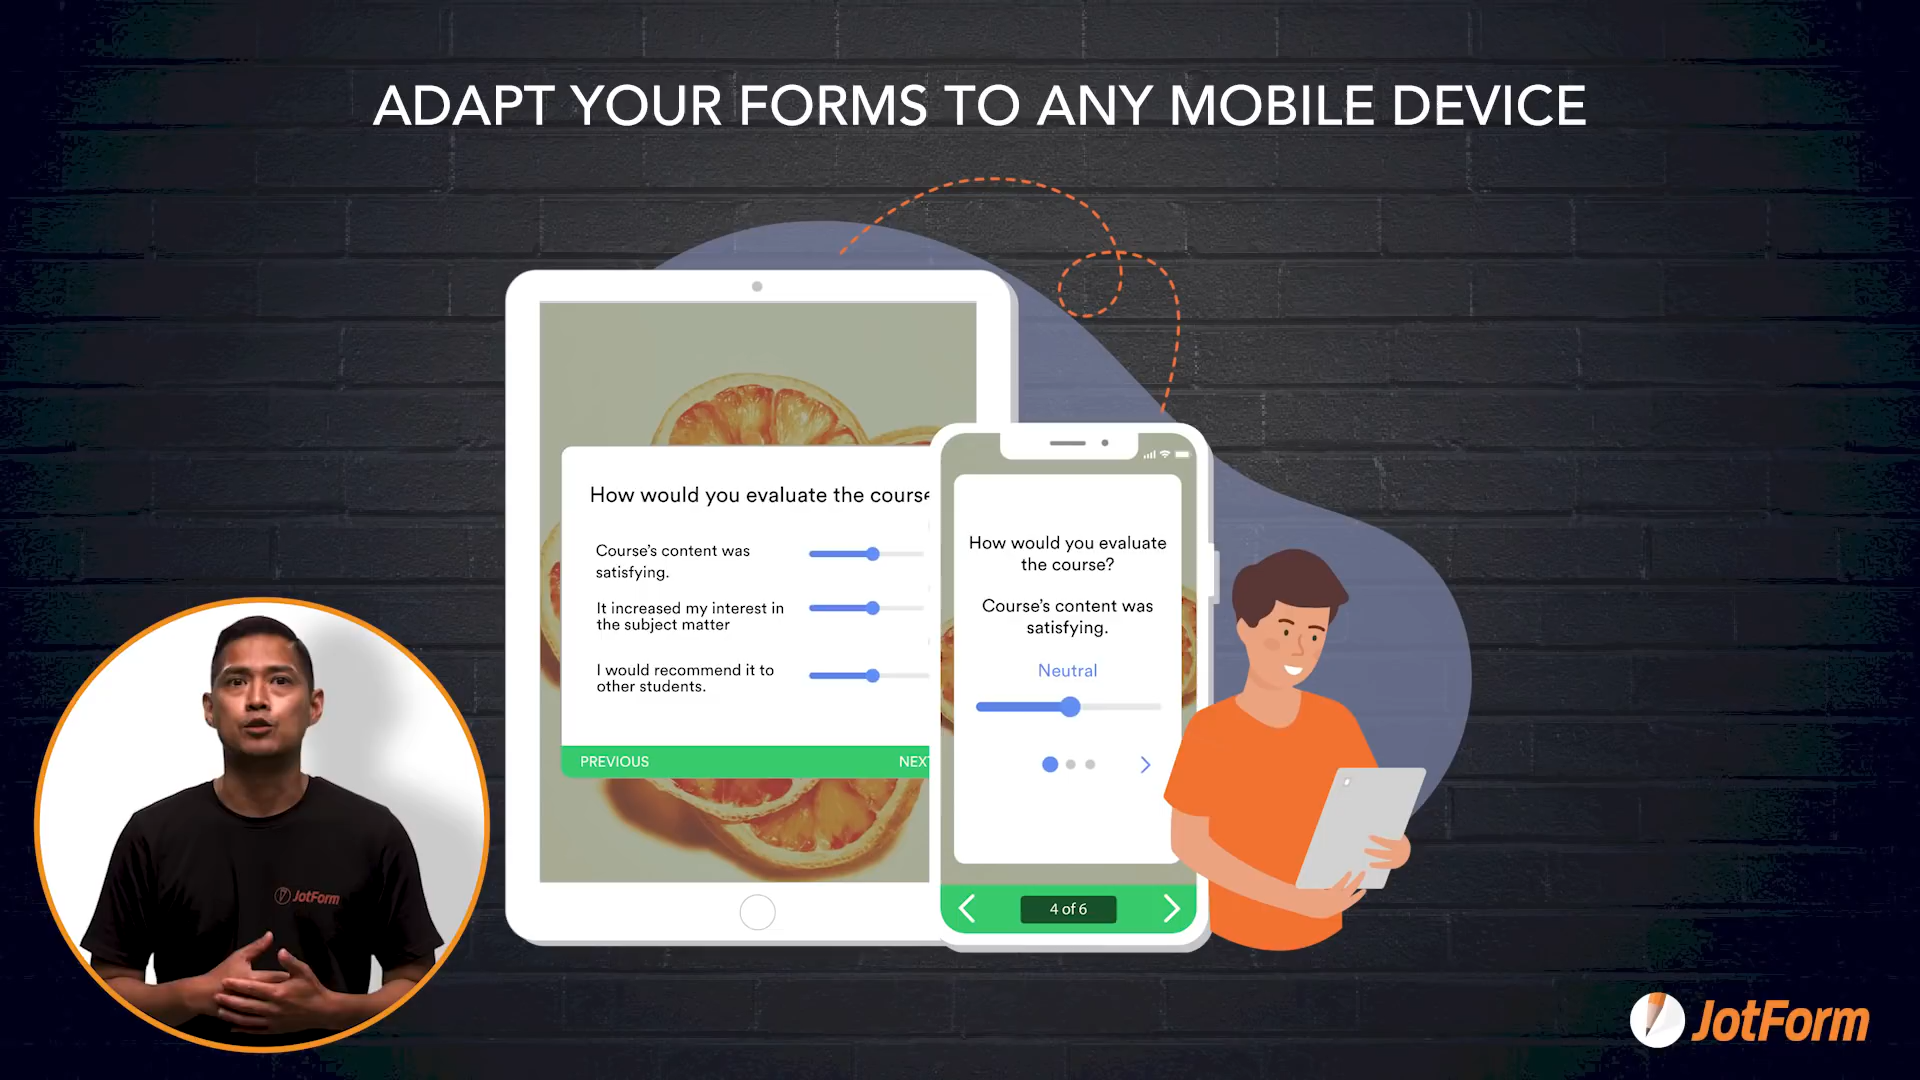 ADAPT YOUR FORMS TO ANY MOBILE DEVICE
How would you evaluate the course
Course's content was
satisfying.
It increased my interest in
the subject matter
I would recommend it to
other students.
PREVIOUS
NEXT
How would you evaluate
the course?
Course's content was
satisfying.
Neutral
4 of 6
JotForm
JotForm